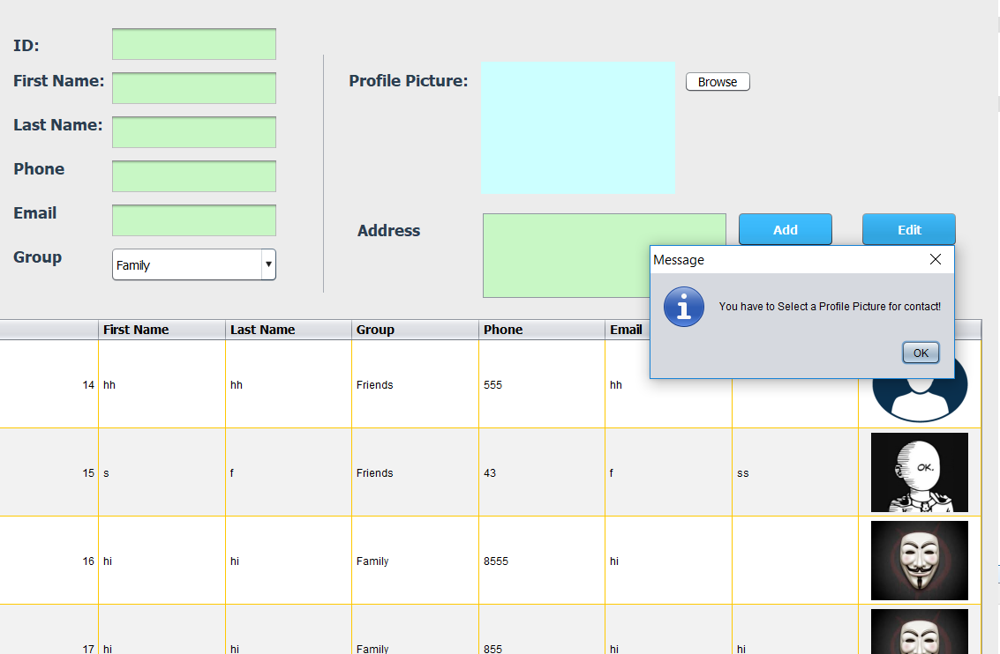 ID:
First Name:
Profile Picture:
Browse
Last Name:
Phone
Email
Address
Add
Edit
Group
Family
Message
You have to Select a Profile Picture for contact!
OK
First Name Last Name Group Phone Email
14 hh hh Friends 555 hh
15 s f Friends 43 f ss
OK.
16 hi hi Family 8555 hi
17 hi hi Family 855 hi hi